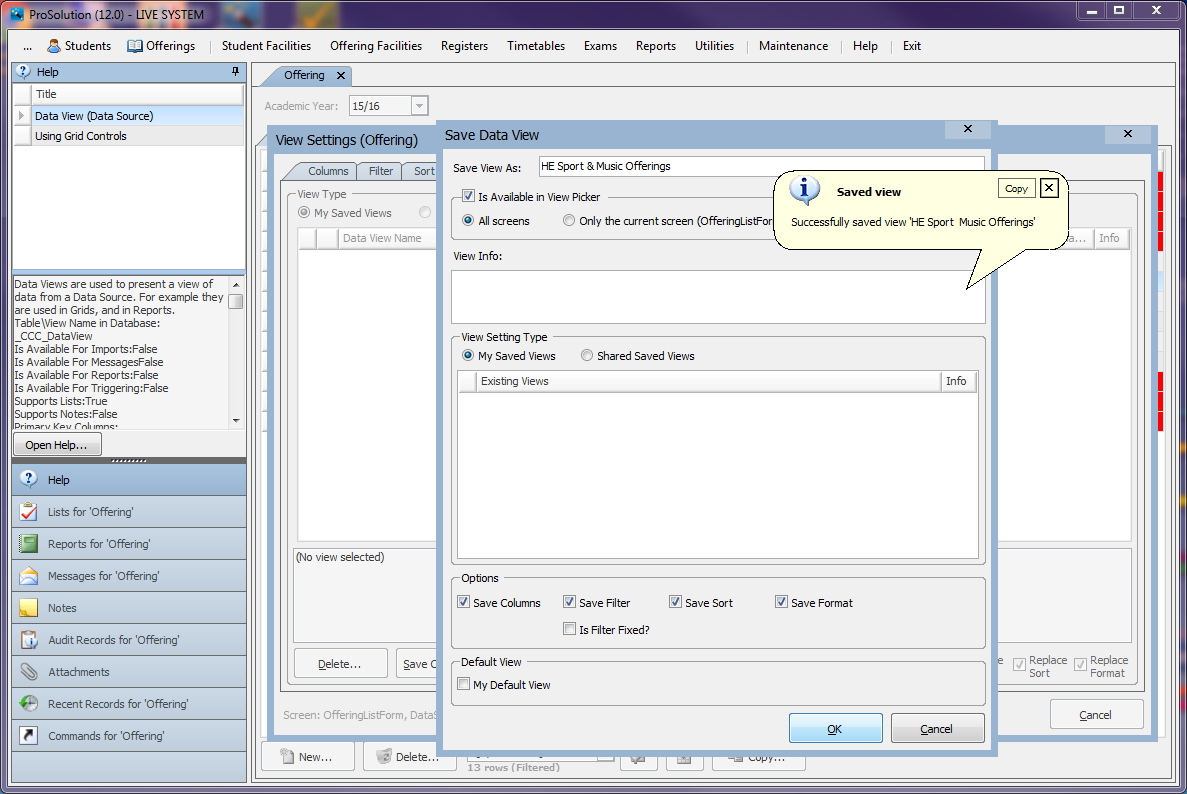 ProSolution (12.0) - LIVE SYSTEM
... Students Offerings Student Facilities Offering Facilities Registers Timetables Exams Reports Utilities Maintenance Help Exit
Help
Title
Data View (Data Source)
Using Grid Controls
Data Views are used to present a view of
data from a Data Source. For example they
are used in Grids, and in Reports.
Table\View Name in Database:
_CCC_DataView
Is Available For Imports:False
Is Available For MessagesFalse
Is Available For Reports:False
Is Available For Triggering:False
Supports Lists:True
Supports Notes:False
Primary Key Columns:
Open Help...
Help
Lists for 'Offering'
Reports for 'Offering'
Messages for 'Offering'
Notes
Audit Records for 'Offering'
Attachments
Recent Records for 'Offering'
Commands for 'Offering'
Offering
Academic Year: 15/16
View Settings (Offering)
Columns Filter Sort
View Type
My Saved Views
Data View Name
Info
(No view selected)
Delete...
Save
Replace Sort
Replace Format
Screen: OfferingListForm,
Cancel
New... Delete... Copy...
13 rows (Filtered)
Save Data View
Save View As: HE Sport & Music Offerings
Is Available in View Picker
All screens Only the current screen (OfferingListForm
View Info:
View Setting Type
My Saved Views Shared Saved Views
Existing Views Info
Options
Save Columns Save Filter Save Sort Save Format
Is Filter Fixed?
Default View
My Default View
OK Cancel
Saved view Copy
Successfully saved view 'HE Sport  Music Offerings'